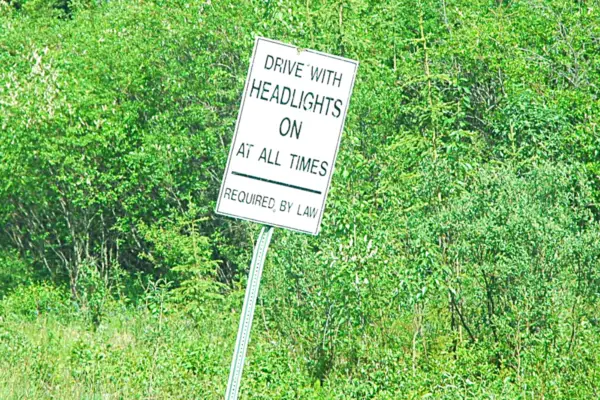 DRIVE WITH
HEADLIGHTS
ON
AT ALL TIMES
REQUIRED BY LAW